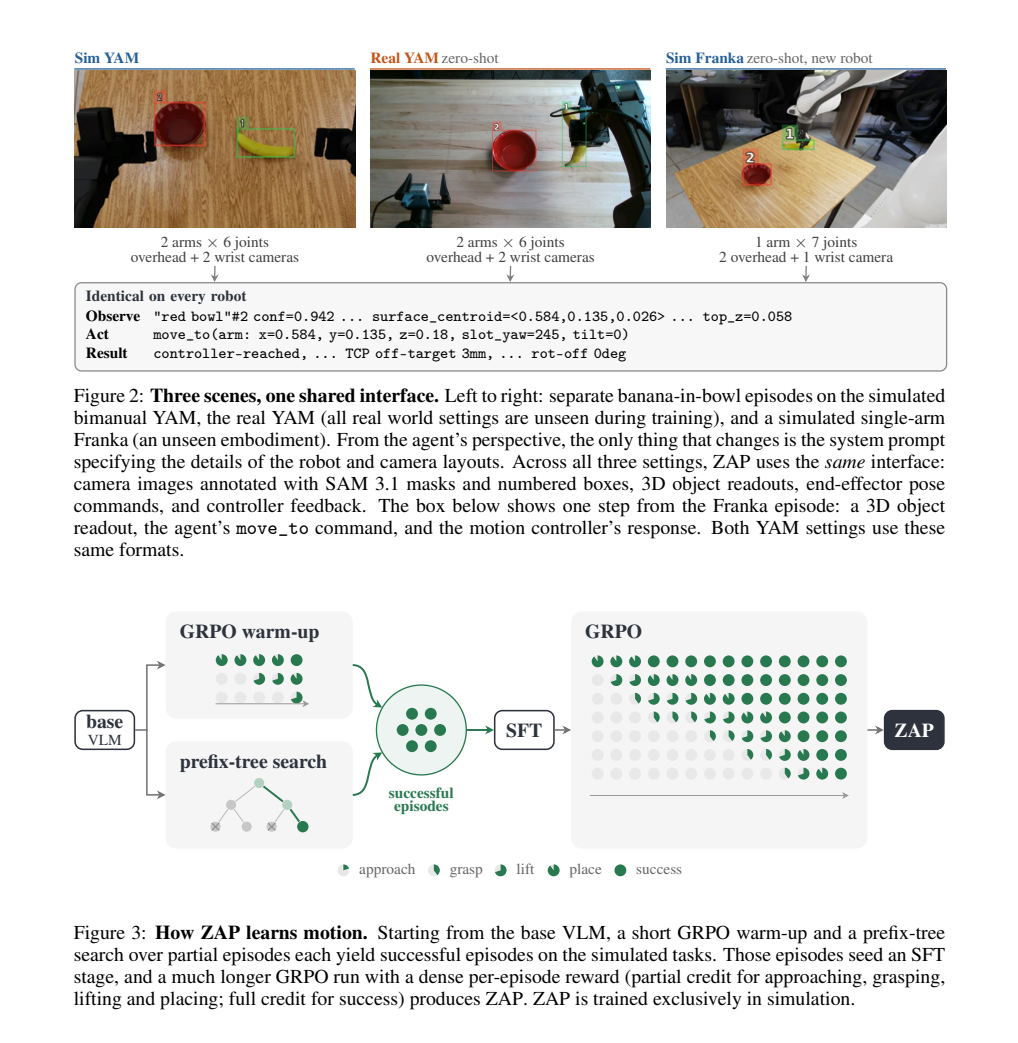 Sim YAM
Real YAM zero-shot
Sim Franka zero-shot, new robot
2
1
2
1
2
1
2 arms × 6 joints
overhead + 2 wrist cameras
2 arms × 6 joints
overhead + 2 wrist cameras
1 arm × 7 joints
2 overhead + 1 wrist camera
Identical on every robot
Observe "red bowl"#2 conf=0.942 ... surface_centroid=<0.584,0.135,0.026> ... top_z=0.058
Act move_to(arm: x=0.584, y=0.135, z=0.18, slot_yaw=245, tilt=0)
Result controller-reached, ... TCP off-target 3mm, ... rot-off 0deg
Figure 2: Three scenes, one shared interface. Left to right: separate banana-in-bowl episodes on the simulated
bimanual YAM, the real YAM (all real world settings are unseen during training), and a simulated single-arm
Franka (an unseen embodiment). From the agent's perspective, the only thing that changes is the system prompt
specifying the details of the robot and camera layouts. Across all three settings, ZAP uses the same interface:
camera images annotated with SAM 3.1 masks and numbered boxes, 3D object readouts, end-effector pose
commands, and controller feedback. The box below shows one step from the Franka episode: a 3D object
readout, the agent's move_to command, and the motion controller's response. Both YAM settings use these
same formats.
GRPO warm-up
GRPO
base
VLM
prefix-tree search
successful
episodes
SFT
ZAP
approach grasp lift place success
Figure 3: How ZAP learns motion. Starting from the base VLM, a short GRPO warm-up and a prefix-tree
search over partial episodes each yield successful episodes on the simulated tasks. Those episodes seed an SFT
stage, and a much longer GRPO run with a dense per-episode reward (partial credit for approaching, grasping,
lifting and placing; full credit for success) produces ZAP. ZAP is trained exclusively in simulation.